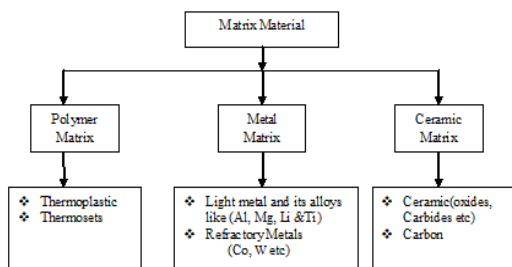 Matrix Material
Polymer
Matrix
Metal
Matrix
Ceramic
Matrix
❖ Thermoplastic
❖ Thermosets
❖ Light metal and its alloys
like (Al, Mg, Li &Ti)
❖ Refractory Metals
(Co, W etc)
❖ Ceramic(oxides,
Carbides etc)
❖ Carbon